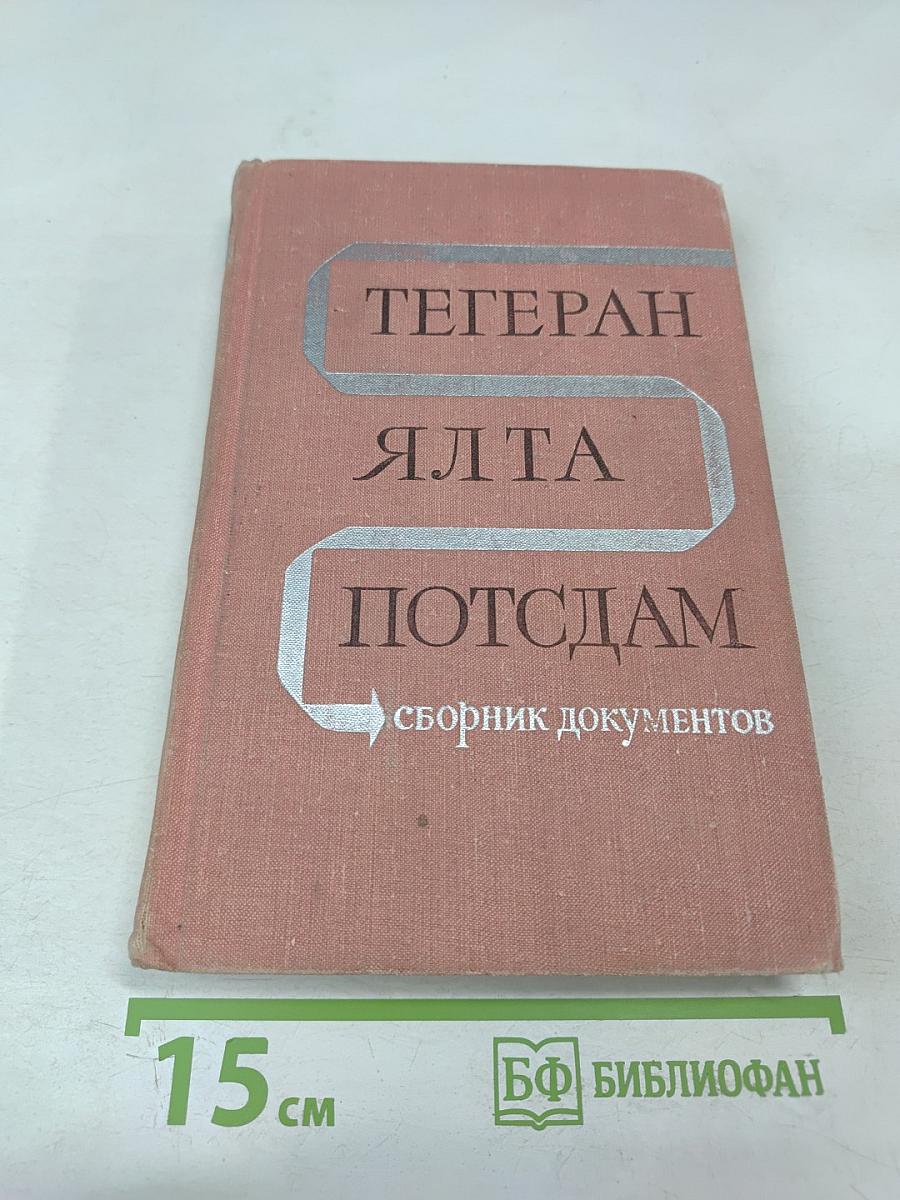 ТЕГЕРАН
ЯЛТА
ПОТСДАМ
сборник документов
15 см
БФ БИБЛИОФАН